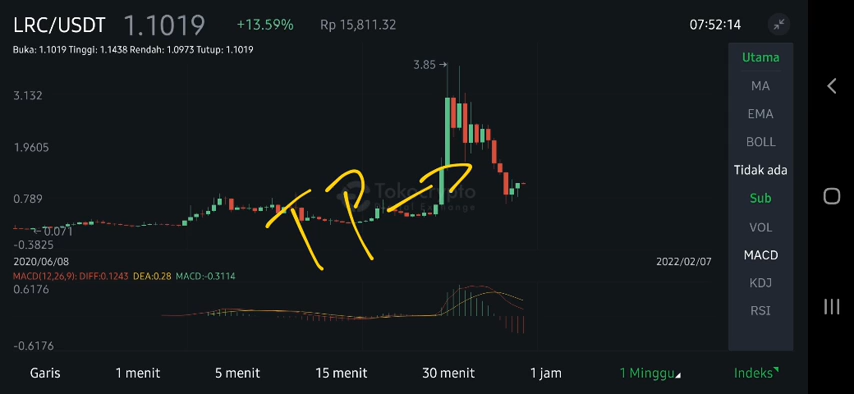 LRC/USDT 1.1019 +13.59% Rp 15,811.32 07:52:14
Buka: 1.1019 Tinggi: 1.1438 Rendah: 1.0973 Tutup: 1.1019
Utama
3.85
3.132
MA
EMA
1.9605
BOLL
Tidak ada
Tokocrypto
0.789
Sub
0.071
VOL
-0.3825
2020/06/08 2022/02/07
MACD
MACD(12,26,9): DIFF:0.1243 DEA:0.28 MACD:-0.3114
0.6176
KDJ
RSI
-0.6176
Garis 1 menit 5 menit 15 menit 30 menit 1 jam 1 Minggu Indeks